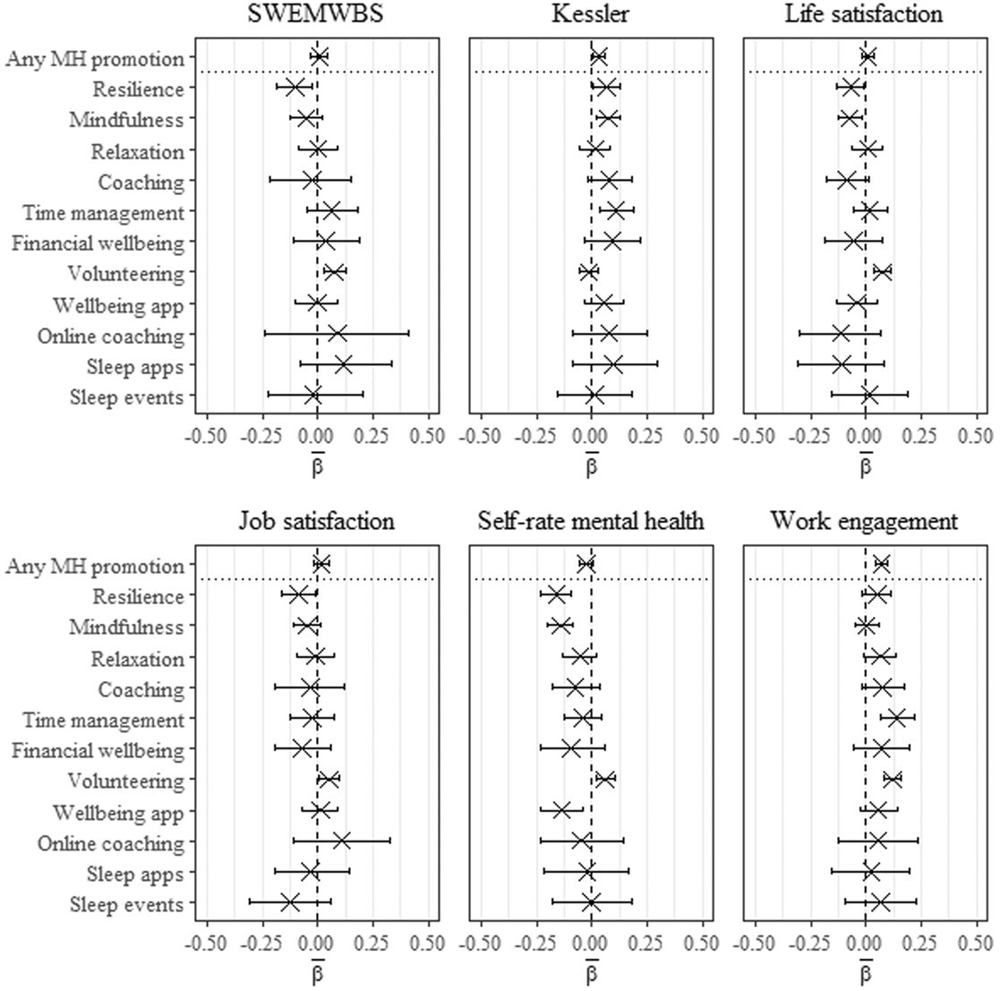 SWEMWBS Kessler Life satisfaction
Any MH promotion
Resilience
Mindfulness
Relaxation
Coaching
Time management
Financial wellbeing
Volunteering
Wellbeing app
Online coaching
Sleep apps
Sleep events
-0.50 -0.25 0.00 0.25 0.50 -0.50 -0.25 0.00 0.25 0.50 -0.50 -0.25 0.00 0.25 0.50
β̅ β̅ β̅
Job satisfaction Self-rate mental health Work engagement
Any MH promotion
Resilience
Mindfulness
Relaxation
Coaching
Time management
Financial wellbeing
Volunteering
Wellbeing app
Online coaching
Sleep apps
Sleep events
-0.50 -0.25 0.00 0.25 0.50 -0.50 -0.25 0.00 0.25 0.50 -0.50 -0.25 0.00 0.25 0.50
β̅ β̅ β̅